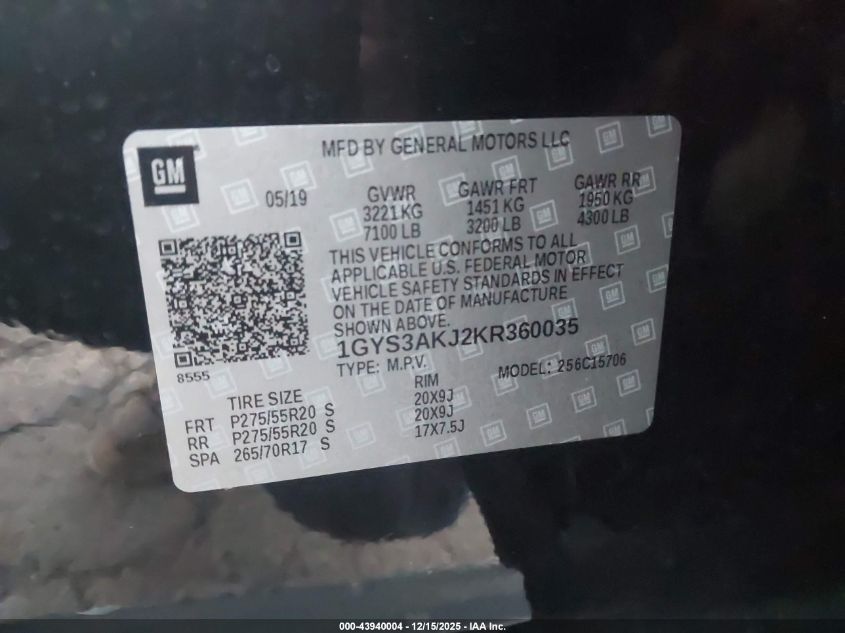 MFD BY GENERAL MOTORS LLC
GM
05/19
GVWR GAWR FRT GAWR RR
3221 KG 1451 KG 1950 KG
7100 LB 3200 LB 4300 LB
THIS VEHICLE CONFORMS TO ALL
APPLICABLE U.S. FEDERAL MOTOR
VEHICLE SAFETY STANDARDS IN EFFECT
ON THE DATE OF MANUFACTURE
SHOWN ABOVE.
1GYS3AKJ2KR360035
TYPE: M.P.V. MODEL: 256C15706
8555
TIRE SIZE RIM
FRT P275/55R20 S 20X9J
RR P275/55R20 S 20X9J
SPA 265/70R17 S 17X7.5J
000-43940004 - 12/15/2025 - IAA Inc.